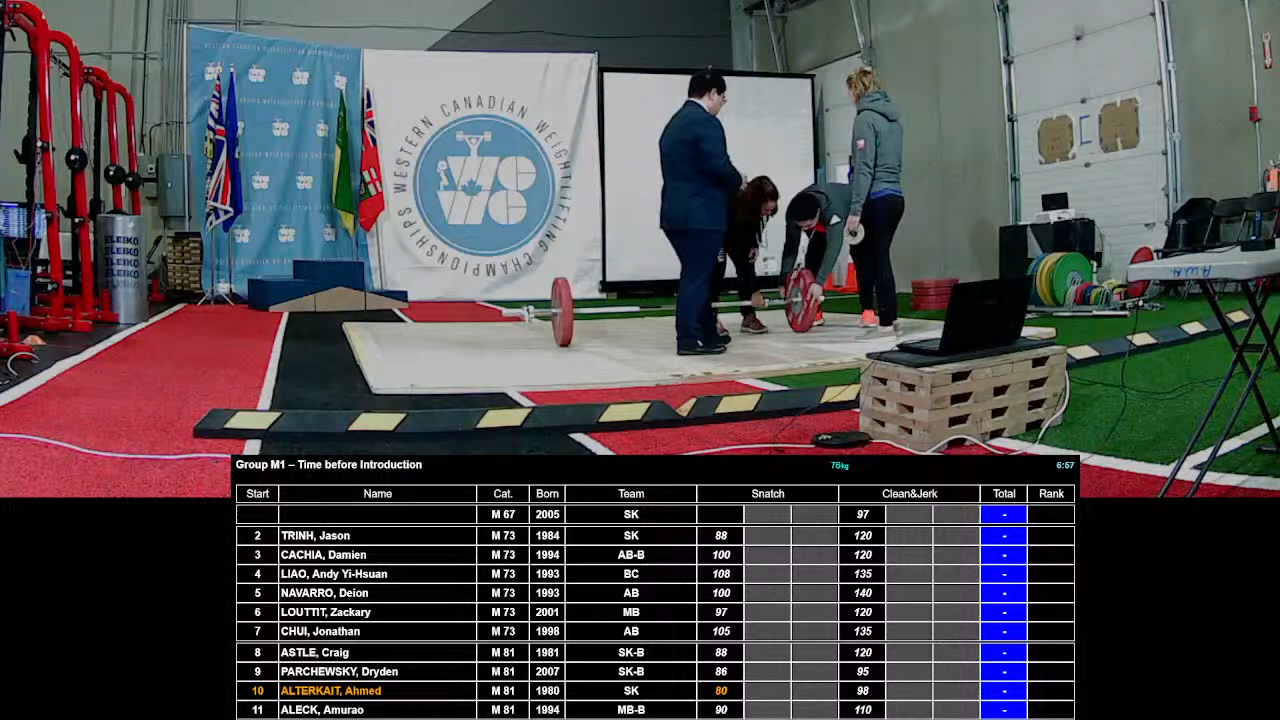 WESTERN CANADIAN WEIGHTLIFTING CHAMPIONSHIPS
WC
WC
ELEIKO
ELEIKO
ELEIKO
AWA
Group M1 – Time before Introduction 76kg 6:57
Start Name Cat. Born Team Snatch Clean&Jerk Total Rank
M 67 2005 SK 97 -
2 TRINH, Jason M 73 1984 SK 88 120 -
3 CACHIA, Damien M 73 1994 AB-B 100 120 -
4 LIAO, Andy Yi-Hsuan M 73 1993 BC 108 135 -
5 NAVARRO, Deion M 73 1993 AB 100 140 -
6 LOUTTIT, Zackary M 73 2001 MB 97 120 -
7 CHUI, Jonathan M 73 1998 AB 105 135 -
8 ASTLE, Craig M 81 1981 SK-B 88 120 -
9 PARCHEWSKY, Dryden M 81 2007 SK-B 86 95 -
10 ALTERKAIT, Ahmed M 81 1980 SK 80 98 -
11 ALECK, Amurao M 81 1994 MB-B 90 110 -